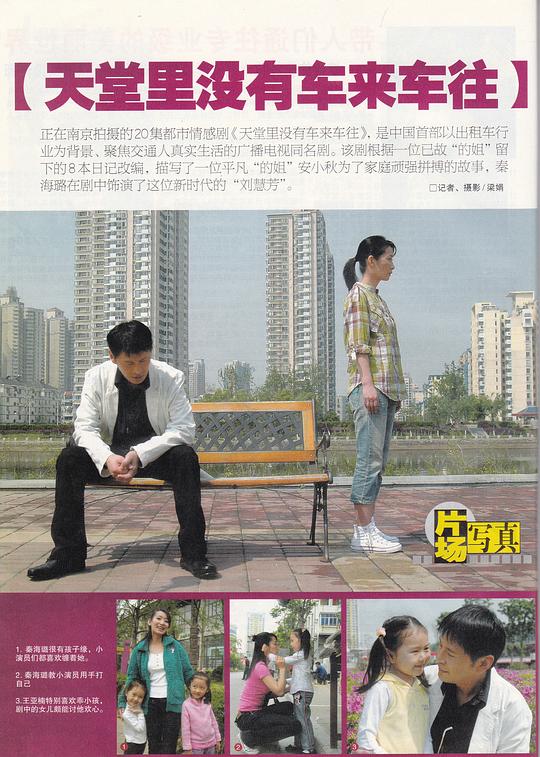 【天堂里没有车来车往】
正在南京拍摄的20集都市情感剧《天堂里没有车来车往》，是中国首部以出租车行
业为背景、聚焦交通人真实生活的广播电视同名剧。该剧根据一位已故“的姐”留
下的8本日记改编，描写了一位平凡“的姐”安小秋为了家庭顽强拼搏的故事，秦
海璐在剧中饰演了这位新时代的“刘慧芳”。
□记者、摄影/梁娟
片场写真
1. 秦海璐很有孩子缘，小
演员们都喜欢缠着她。
2. 秦海璐教小演员用手打
自己
3.王亚楠特别喜欢乖小孩，
剧中的女儿颇能讨他欢心。
1
2
3